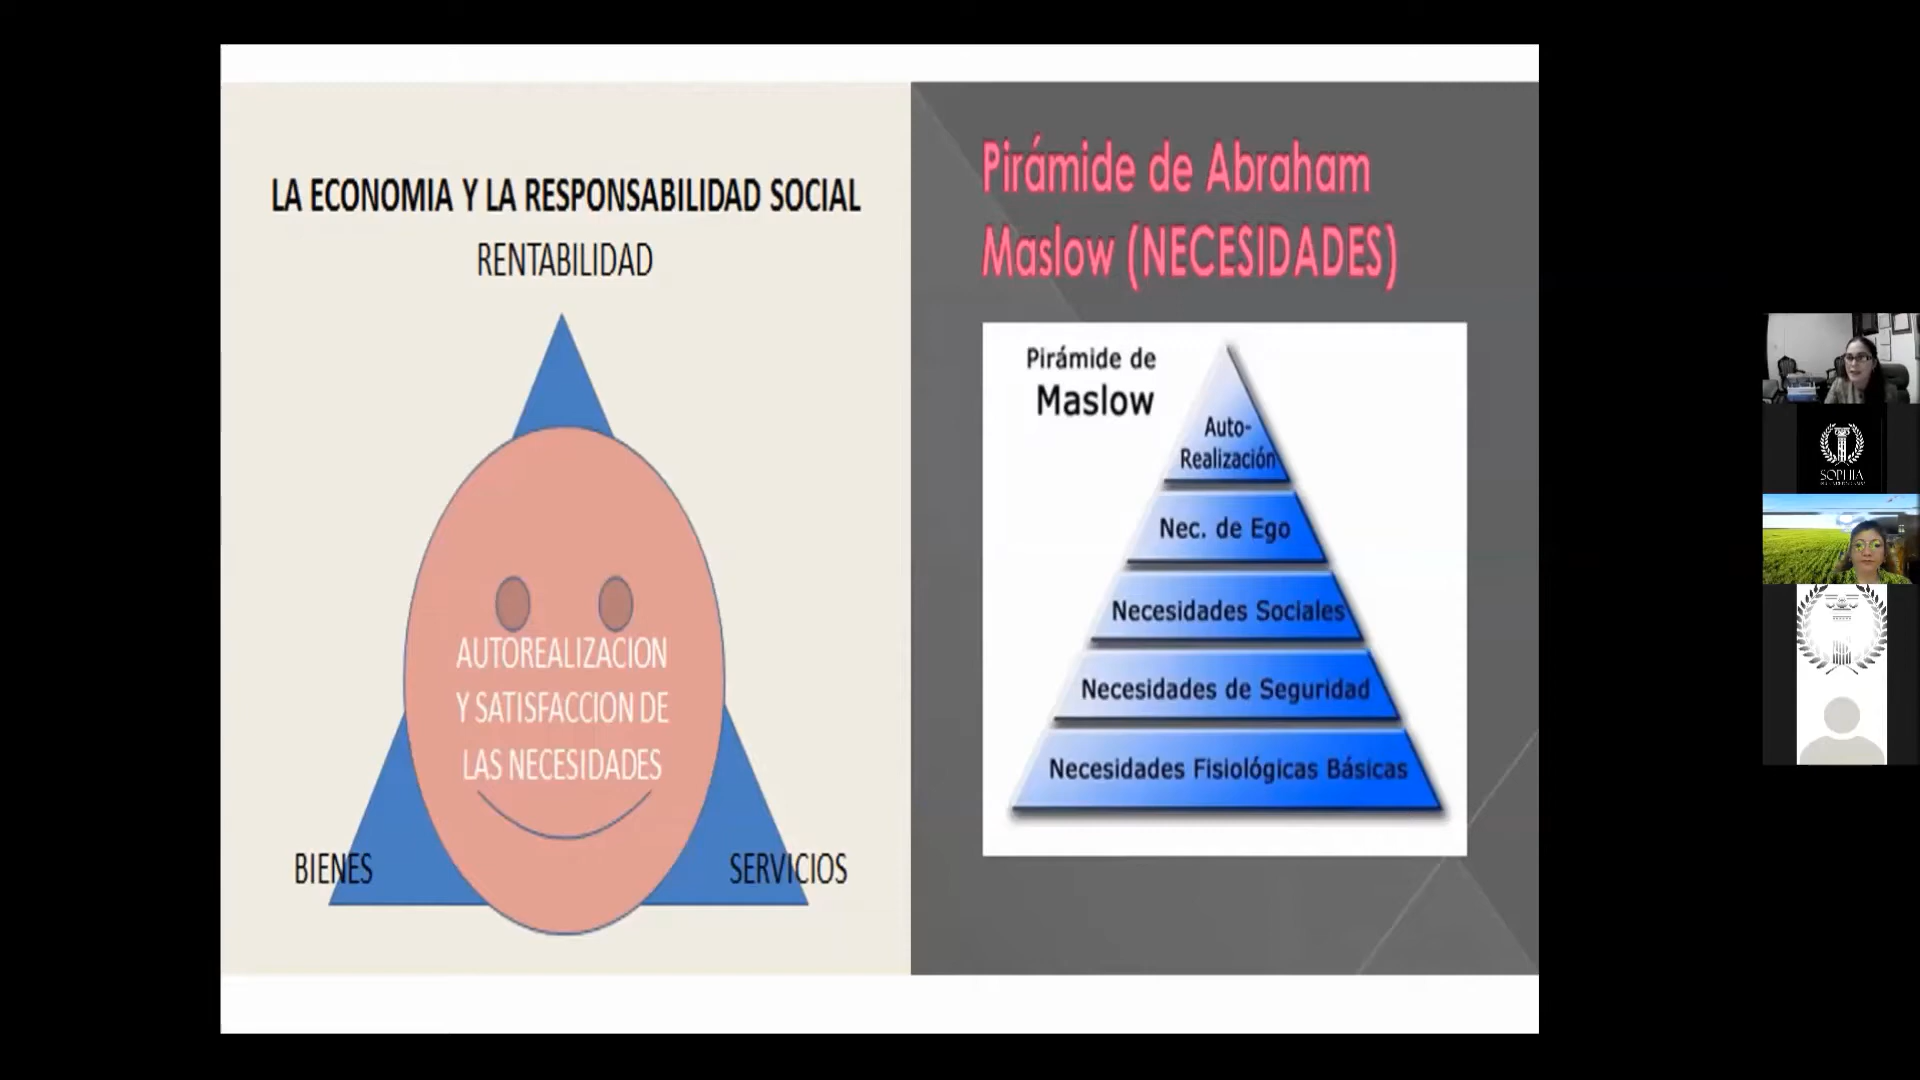 LA ECONOMIA Y LA RESPONSABILIDAD SOCIAL
RENTABILIDAD
AUTOREALIZACION
Y SATISFACCION DE
LAS NECESIDADES
BIENES
SERVICIOS
Pirámide de Abraham
Maslow (NECESIDADES)
Pirámide de
Maslow
Auto-
Realización
Nec. de Ego
Necesidades Sociales
Necesidades de Seguridad
Necesidades Fisiológicas Básicas
SOPHIA